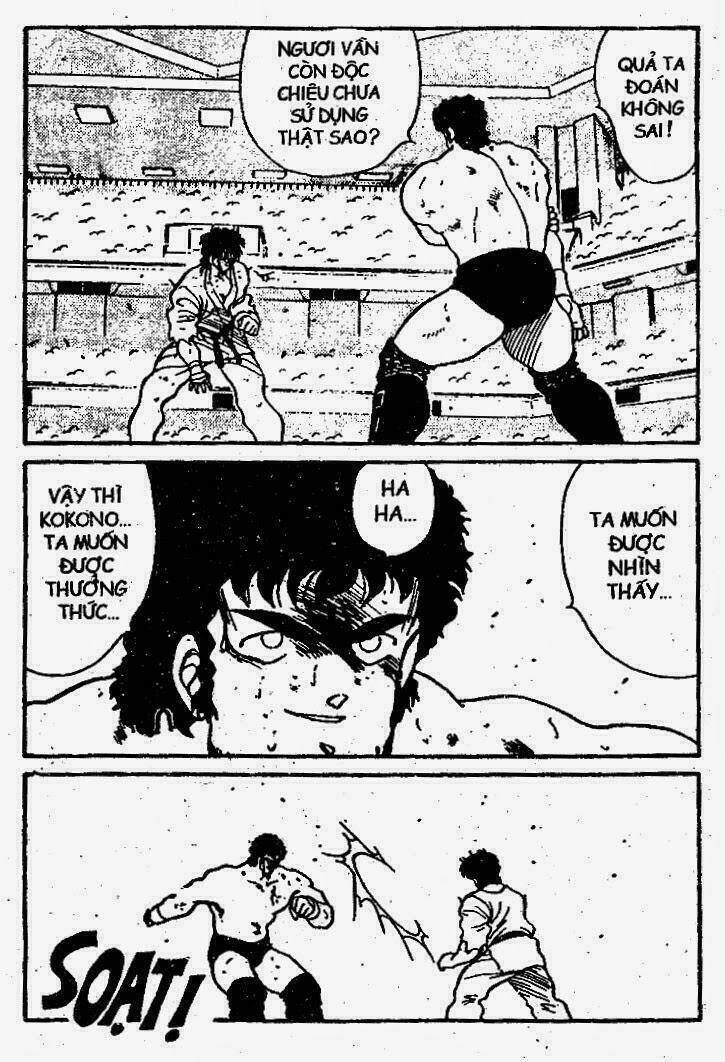 QUẢ TA
ĐOÁN
KHÔNG
SAI!
NGƯƠI VẪN
CÒN ĐỘC
CHIÊU CHƯA
SỬ DỤNG
THẬT SAO?
TA MUỐN
ĐƯỢC
NHÌN
THẤY...
HA
HA...
VẬY THÌ
KOKONO...
TA MUỐN
ĐƯỢC
THƯỞNG
THỨC...
SOẠT!